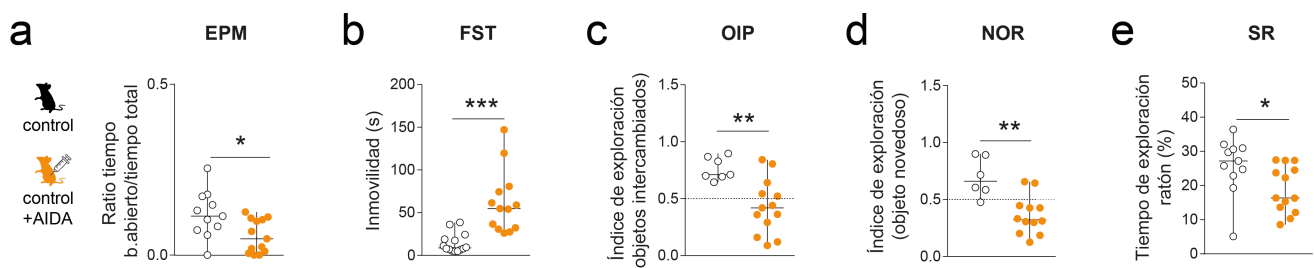 a
EPM
control
control
+AIDA
Ratio tiempo
b.abierto/tiempo total
0.5
0.0
*
b
FST
Inmovilidad (s)
200
150
100
50
0
***
c
OIP
Índice de exploración
objetos intercambiados)
1.5
1.0
0.5
0.0
**
d
NOR
Índice de exploración
(objeto novedoso)
1.5
1.0
0.5
0.0
**
e
SR
Tiempo de exploración
ratón (%)
50
40
30
20
10
0
*